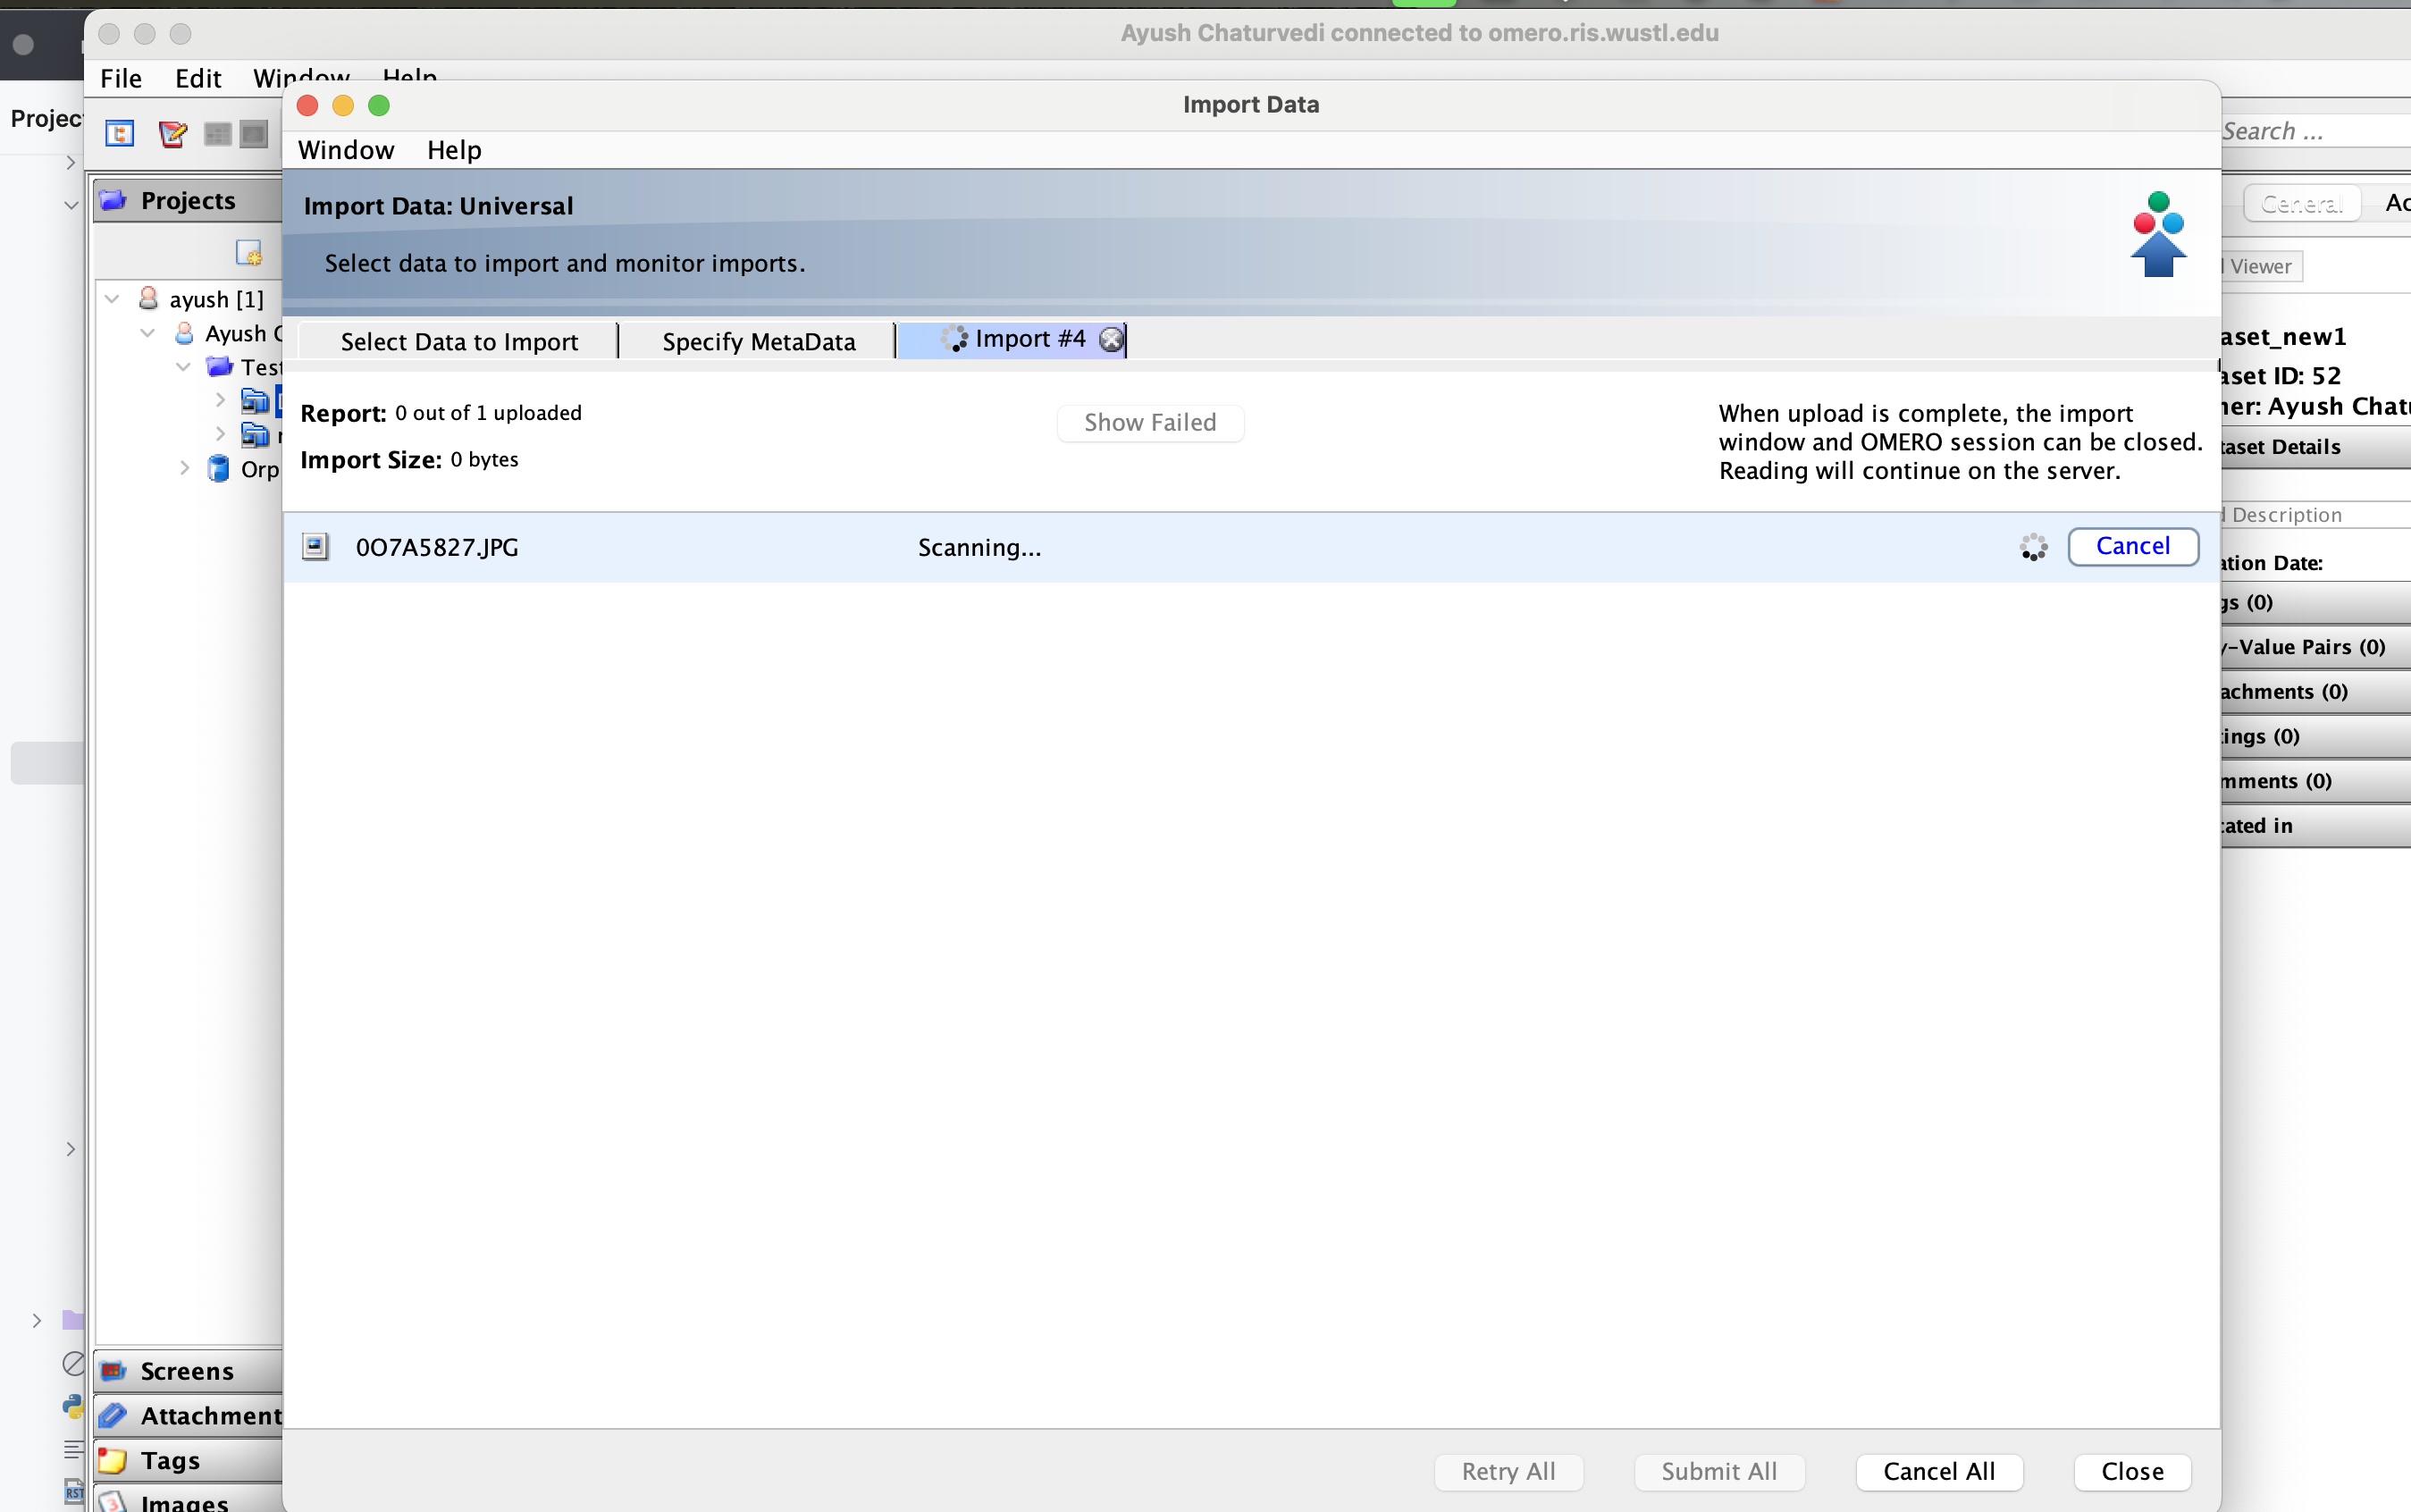 Ayush Chaturvedi connected to omero.ris.wustl.edu
File Edit Window Help
Import Data
Window Help
Search ...
Projects
Import Data: Universal
General
Select data to import and monitor imports.
Viewer
ayush [1]
Ayush
Select Data to Import
Specify MetaData
Import #4
aset_new1
Test
aset ID: 52
Report: 0 out of 1 uploaded
Show Failed
When upload is complete, the import
window and OMERO session can be closed.
Reading will continue on the server.
er: Ayush Chat
taset Details
Import Size: 0 bytes
Orp
Description
0O7A5827.JPG
Scanning...
Cancel
ation Date:
gs (0)
y-Value Pairs (0)
achments (0)
tings (0)
mments (0)
cated in
Screens
Attachment
Tags
Images
RST
Retry All
Submit All
Cancel All
Close